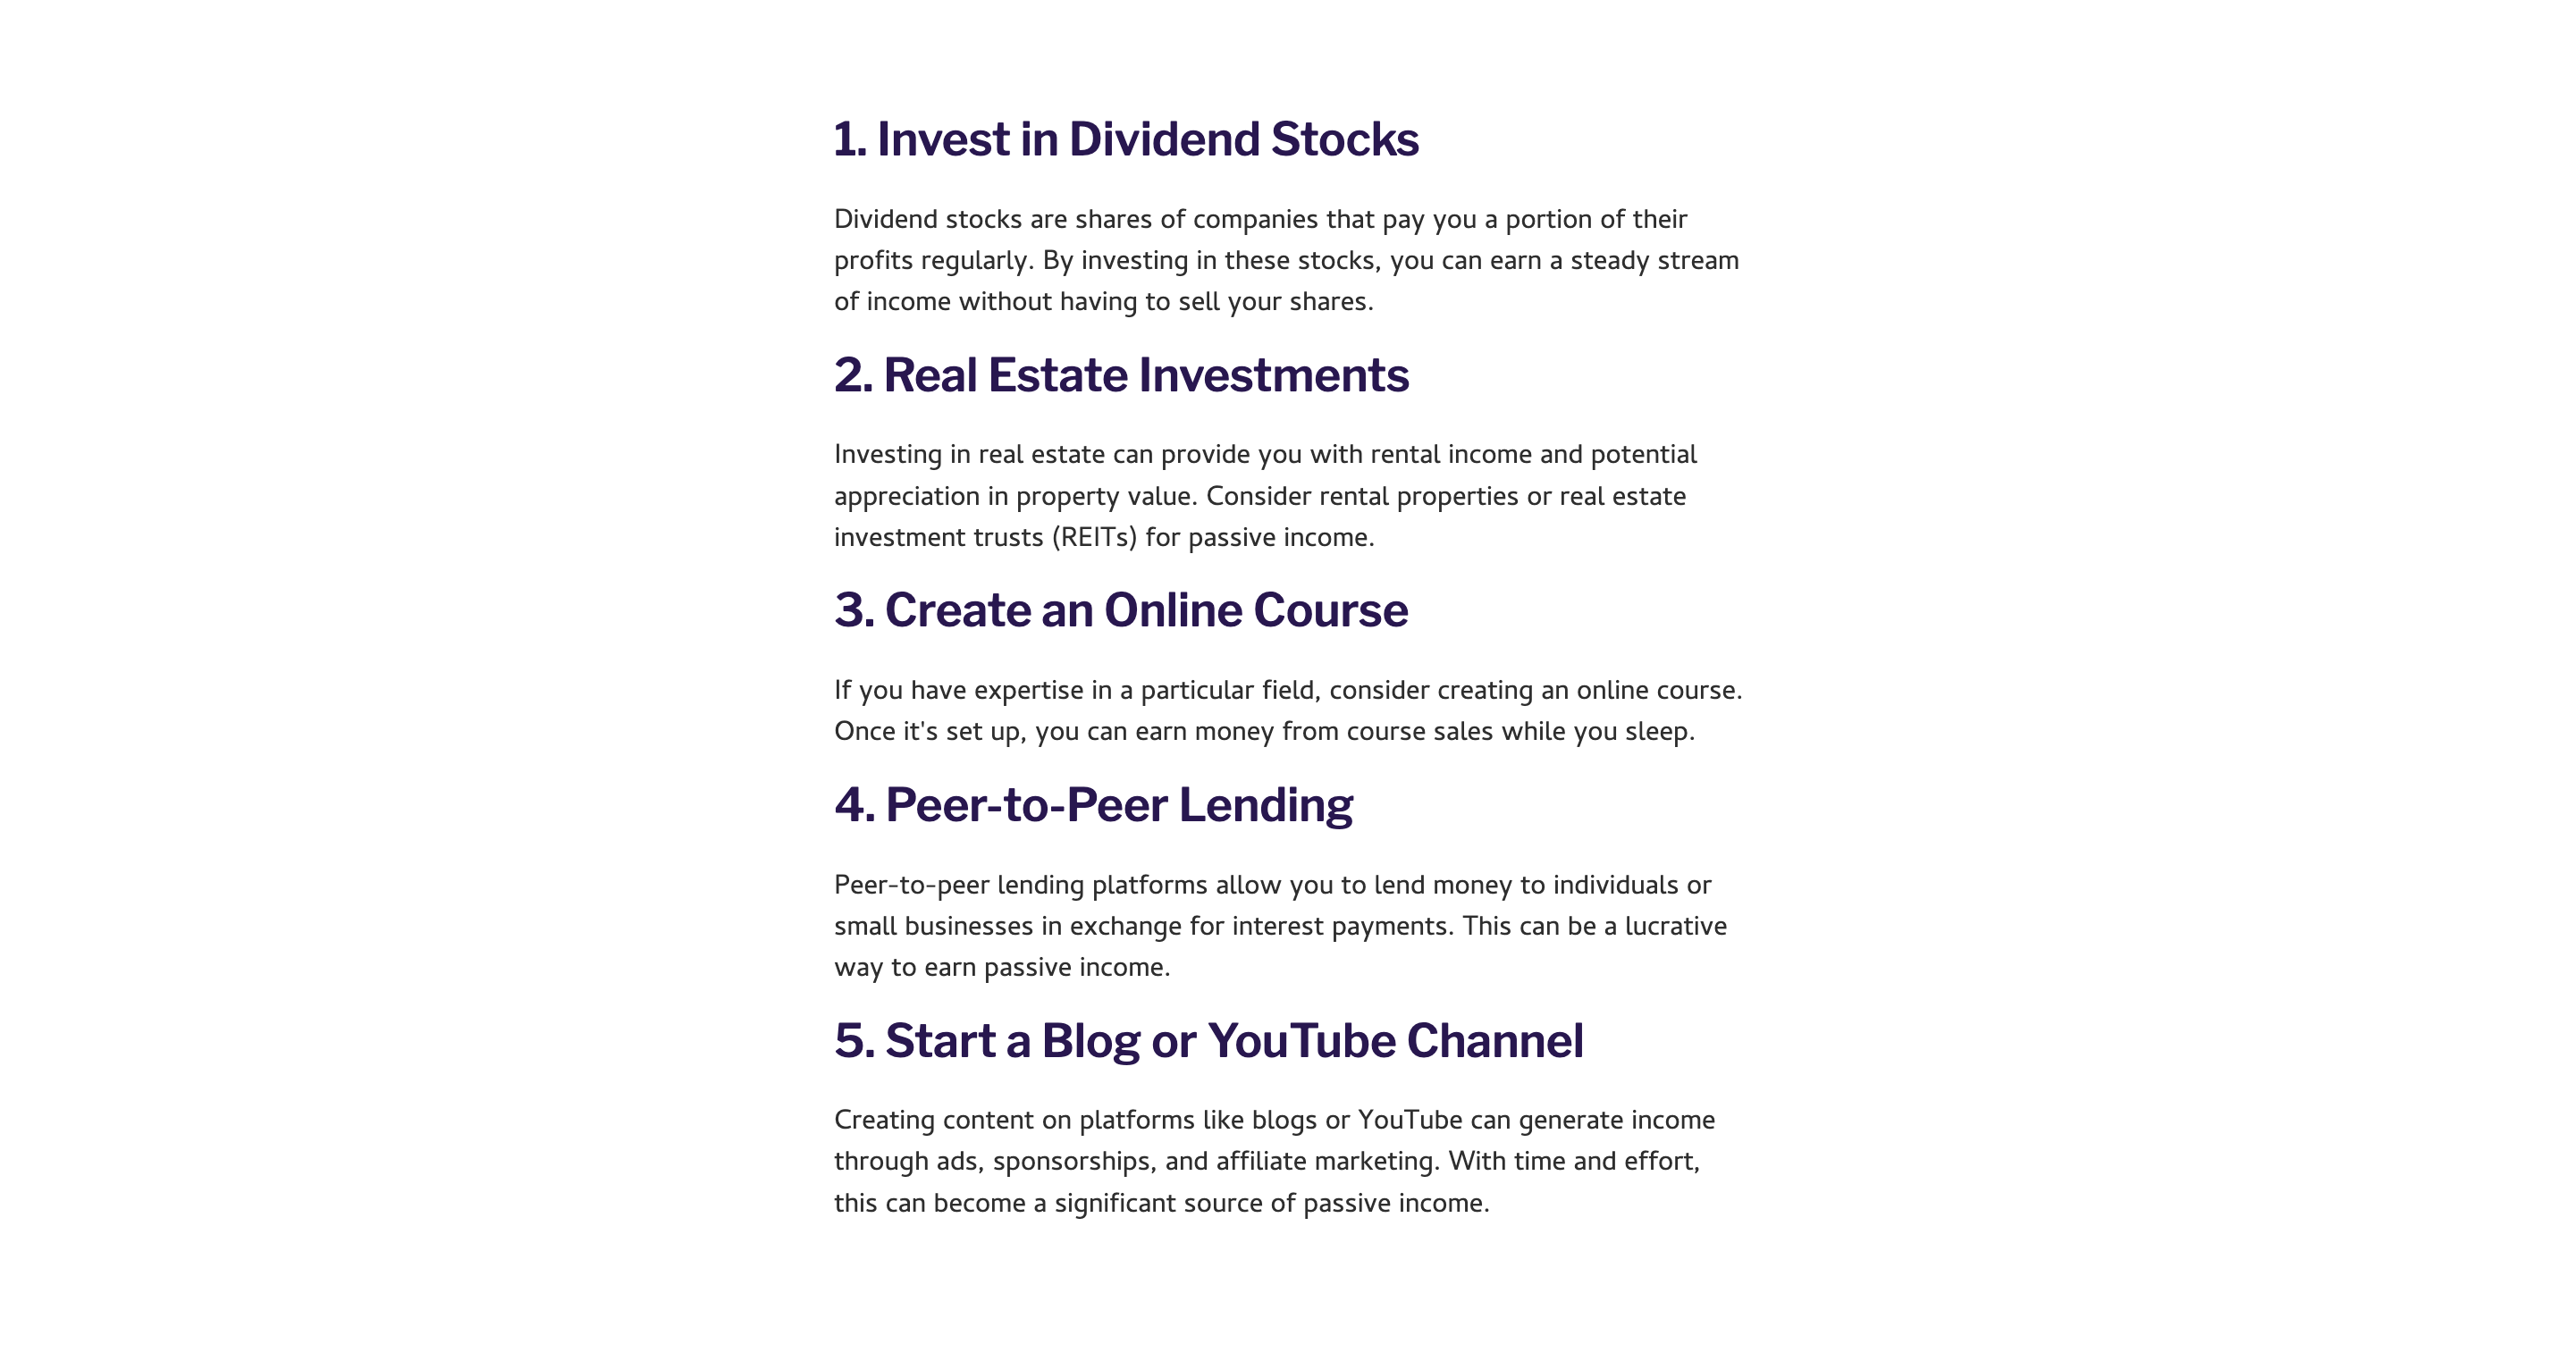 1. Invest in Dividend Stocks
Dividend stocks are shares of companies that pay you a portion of their
profits regularly. By investing in these stocks, you can earn a steady stream
of income without having to sell your shares.
2. Real Estate Investments
Investing in real estate can provide you with rental income and potential
appreciation in property value. Consider rental properties or real estate
investment trusts (REITs) for passive income.
3. Create an Online Course
If you have expertise in a particular field, consider creating an online course.
Once it's set up, you can earn money from course sales while you sleep.
4. Peer-to-Peer Lending
Peer-to-peer lending platforms allow you to lend money to individuals or
small businesses in exchange for interest payments. This can be a lucrative
way to earn passive income.
5. Start a Blog or YouTube Channel
Creating content on platforms like blogs or YouTube can generate income
through ads, sponsorships, and affiliate marketing. With time and effort,
this can become a significant source of passive income.